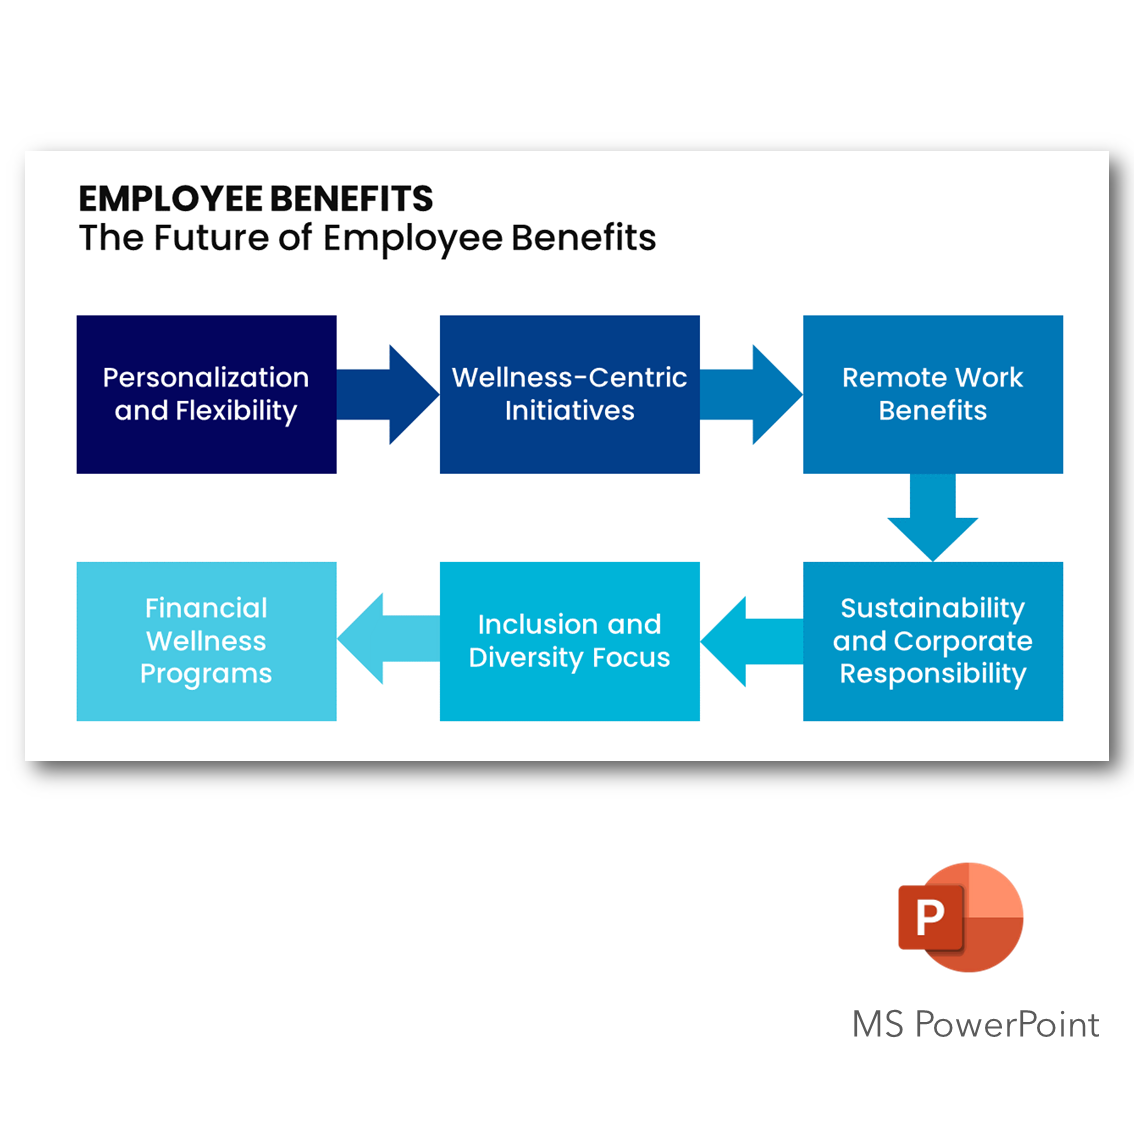 EMPLOYEE BENEFITS
The Future of Employee Benefits
Personalization
and Flexibility
Wellness-Centric
Initiatives
Remote Work
Benefits
Sustainability
and Corporate
Responsibility
Inclusion and
Diversity Focus
Financial
Wellness
Programs
P
MS PowerPoint